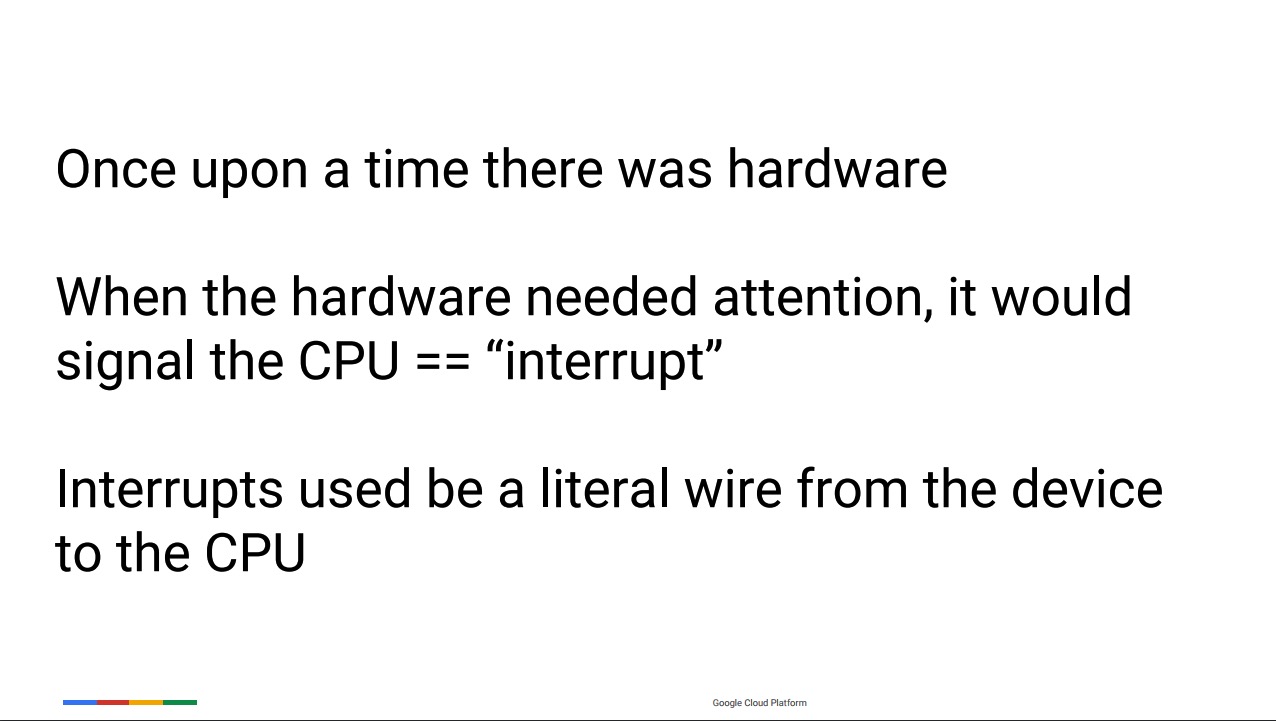 Once upon a time there was hardware
When the hardware needed attention, it would
signal the CPU == “interrupt”
Interrupts used be a literal wire from the device
to the CPU
Google Cloud Platform